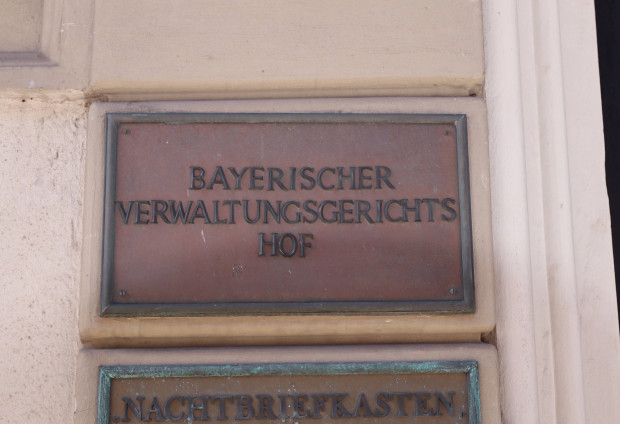 BAYERISCHER
VERWALTUNGSGERICHTS
HOF
NACHTBRIEFKASTEN